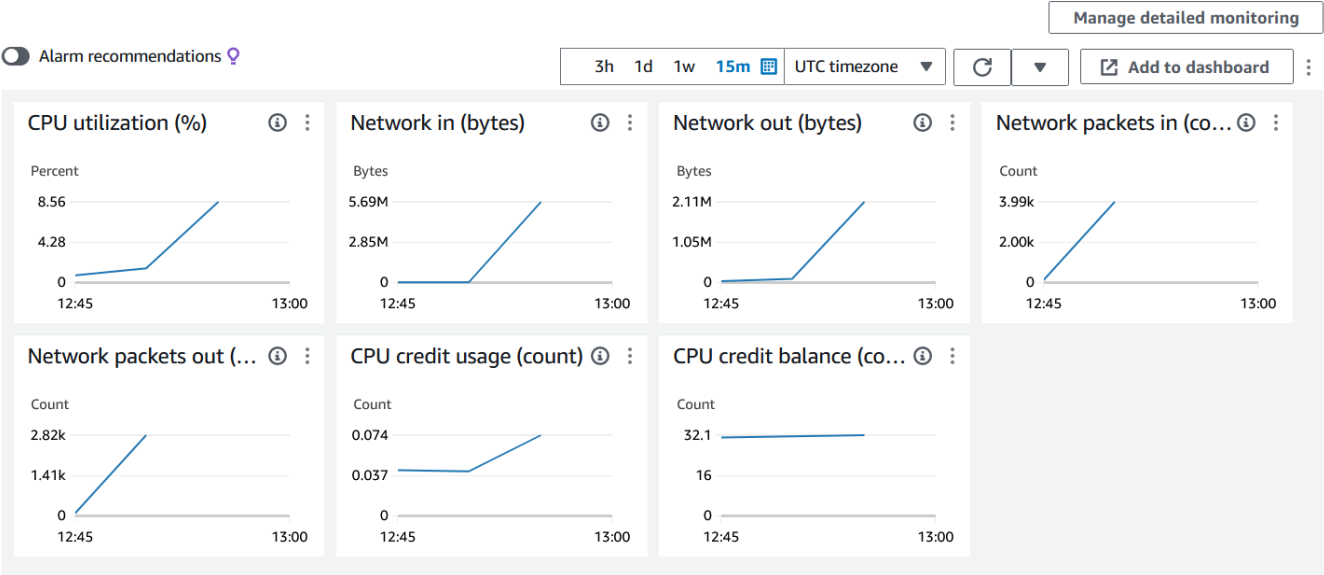 Manage detailed monitoring
Alarm recommendations
3h 1d 1w 15m UTC timezone Add to dashboard
CPU utilization (%)
Percent
8.56
4.28
0
12:45 13:00
Network in (bytes)
Bytes
5.69M
2.85M
0
12:45 13:00
Network out (bytes)
Bytes
2.11M
1.05M
0
12:45 13:00
Network packets in (co...
Count
3.99k
2.00k
0
12:45 13:00
Network packets out (...
Count
2.82k
1.41k
0
12:45 13:00
CPU credit usage (count)
Count
0.074
0.037
0
12:45 13:00
CPU credit balance (co...
Count
32.1
16
0
12:45 13:00